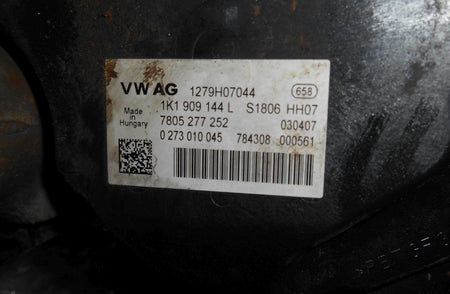 VW AG 1279H07044 658
1K1 909 144 L S1806 HH07
Made in Hungary 7805 277 252 030407
0 273 010 045 784308 000561